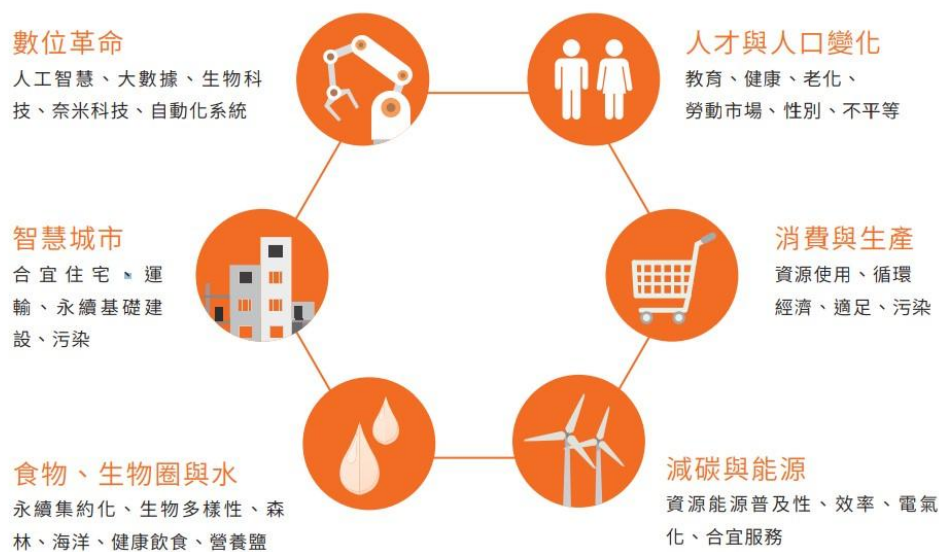 數位革命
人工智慧、大數據、生物科
技、奈米科技、自動化系統
人才與人口變化
教育、健康、老化、
勞動市場、性別、不平等
智慧城市
合宜住宅、運
輸、永續基礎建
設、污染
消費與生產
資源使用、循環
經濟、適足、污染
食物、生物圈與水
永續集約化、生物多樣性、森
林、海洋、健康飲食、營養鹽
減碳與能源
資源能源普及性、效率、電氣
化、合宜服務